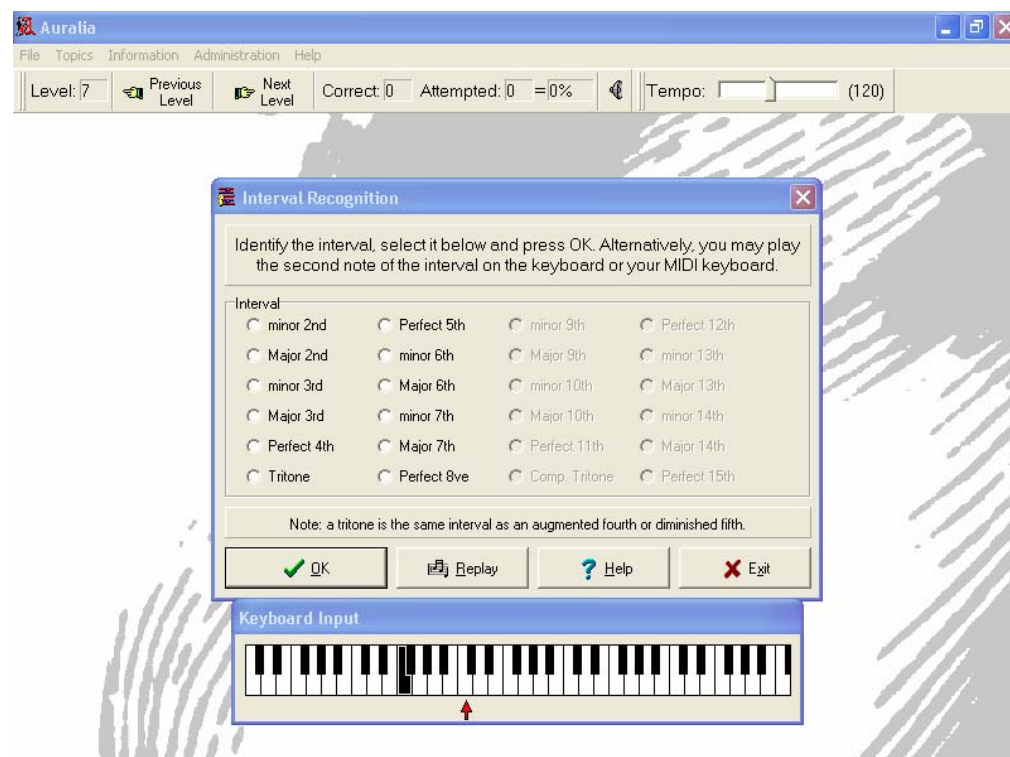 Auralia
File Topics Information Administration Help
Level: 7 Previous Level Next Level Correct: 0 Attempted: 0 =0% Tempo: (120)
Interval Recognition
Identify the interval, select it below and press OK. Alternatively, you may play
the second note of the interval on the keyboard or your MIDI keyboard.
Interval
minor 2nd Perfect 5th minor 9th Perfect 12th
Major 2nd minor 6th Major 9th minor 13th
minor 3rd Major 6th minor 10th Major 13th
Major 3rd minor 7th Major 10th minor 14th
Perfect 4th Major 7th Perfect 11th Major 14th
Tritone Perfect 8ve Comp. Tritone Perfect 15th
Note: a tritone is the same interval as an augmented fourth or diminished fifth.
OK Replay Help Exit
Keyboard Input